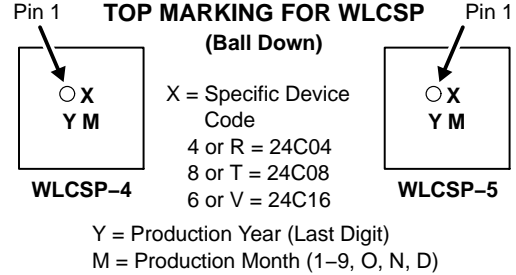 Pin 1 TOP MARKING FOR WLCSP Pin 1
(Ball Down)
X
Y M
X = Specific Device
Code
4 or R = 24C04
8 or T = 24C08
6 or V = 24C16
X
Y M
WLCSP−4
WLCSP−5
Y = Production Year (Last Digit)
M = Production Month (1−9, O, N, D)